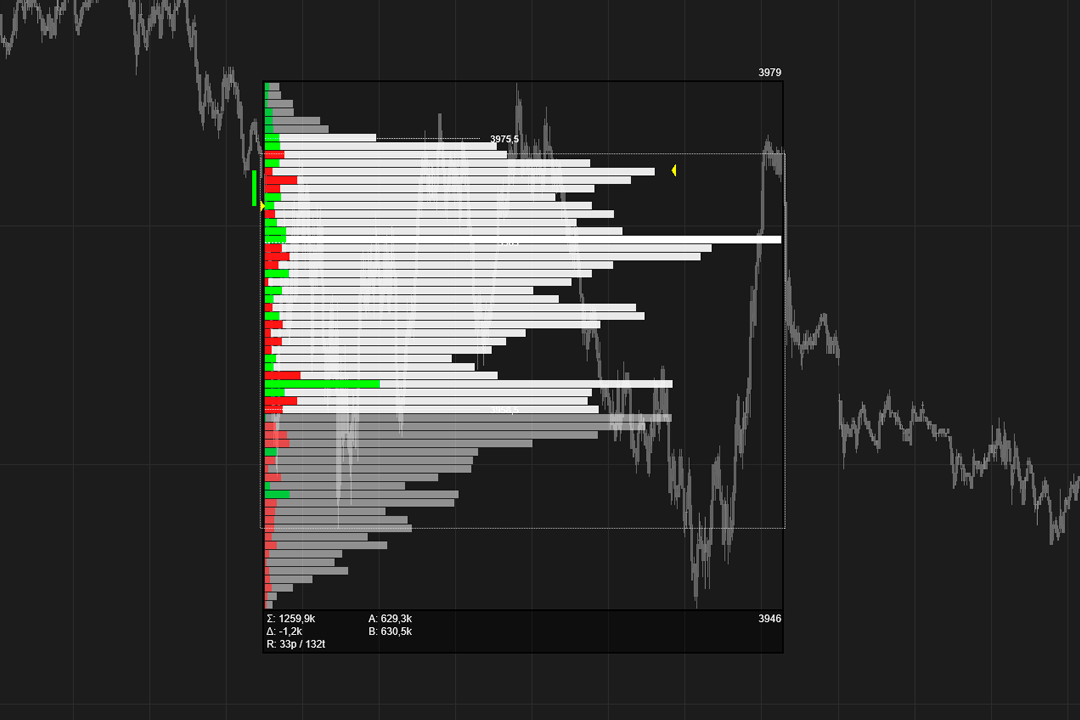 3979
3975,5
Σ: 1259,9k A: 629,3k
Δ: -1,2k B: 630,5k
R: 33p / 132t
3946